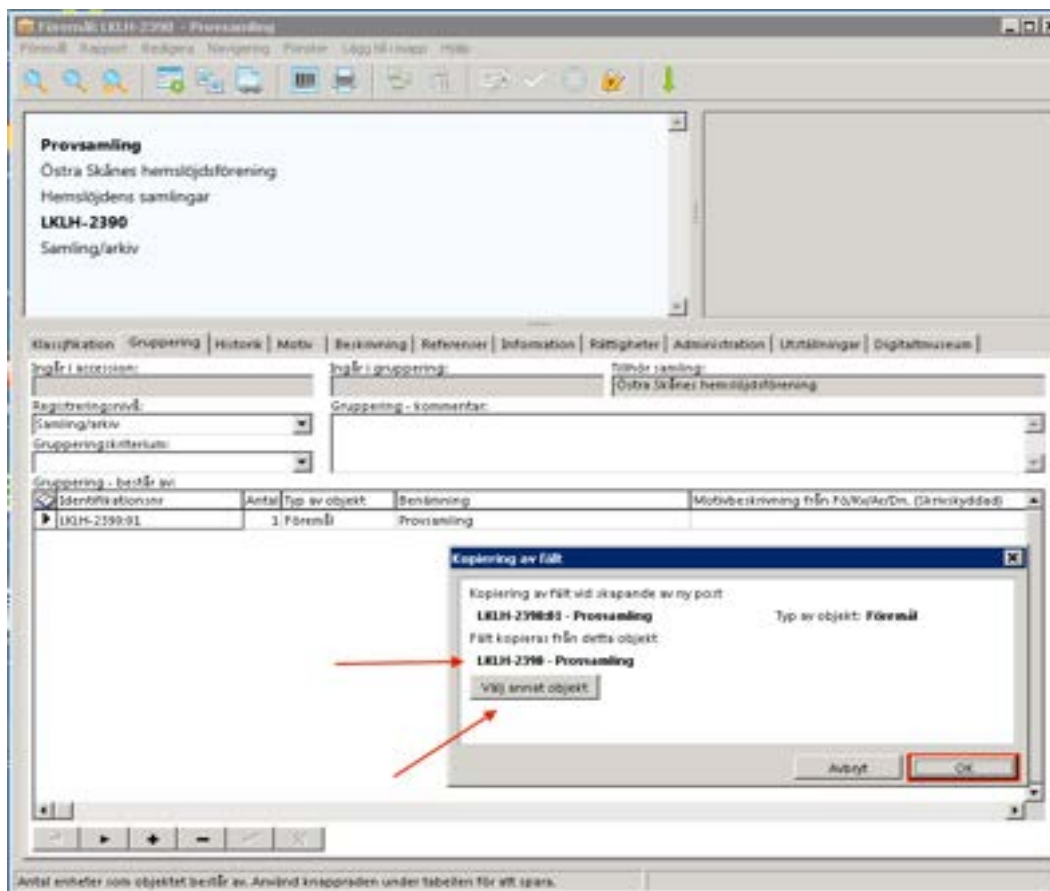 Föremål: LKLH-2390 - Provsamling
Föremål Rapport Redigera Navigering Fönster Lägg till i mapp Hjälp
Provsamling
Östra Skånes hemslöjdsförening
Hemslöjdens samlingar
LKLH-2390
Samling/arkiv
Klassifikation Gruppering Historik Motiv Beskrivning Referenser Information Rättigheter Administration Utställningar Digitaltmuseum
Ingår i accession: Ingår i gruppering: Tillhör samling:
Östra Skånes hemslöjdsförening
Registreringsnivå: Gruppering - kommentar:
Samling/arkiv
Grupperingskriterium:
Gruppering - består av:
Identifikationsnr Antal Typ av objekt Benämning Motivbeskrivning från Fö/Ko/Ar/Dm. (Skrivskyddad)
LKLH-2390:01 1 Föremål Provsamling
Kopiering av fält
Kopiering av fält vid skapande av ny post
LKLH-2390:01 - Provsamling Typ av objekt: Föremål
Fält kopieras från detta objekt
LKLH-2390 - Provsamling
Välj annat objekt
Avbryt OK
Antal enheter som objektet består av. Använd knappraden under tabellen för att spara.